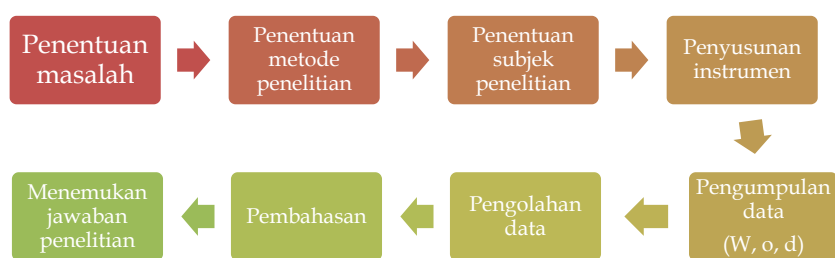 Penentuan
masalah
Penentuan
metode
penelitian
Penentuan
subjek
penelitian
Penyusunan
instrumen
Pengumpulan
data
(W, o, d)
Pengolahan
data
Pembahasan
Menemukan
jawaban
penelitian